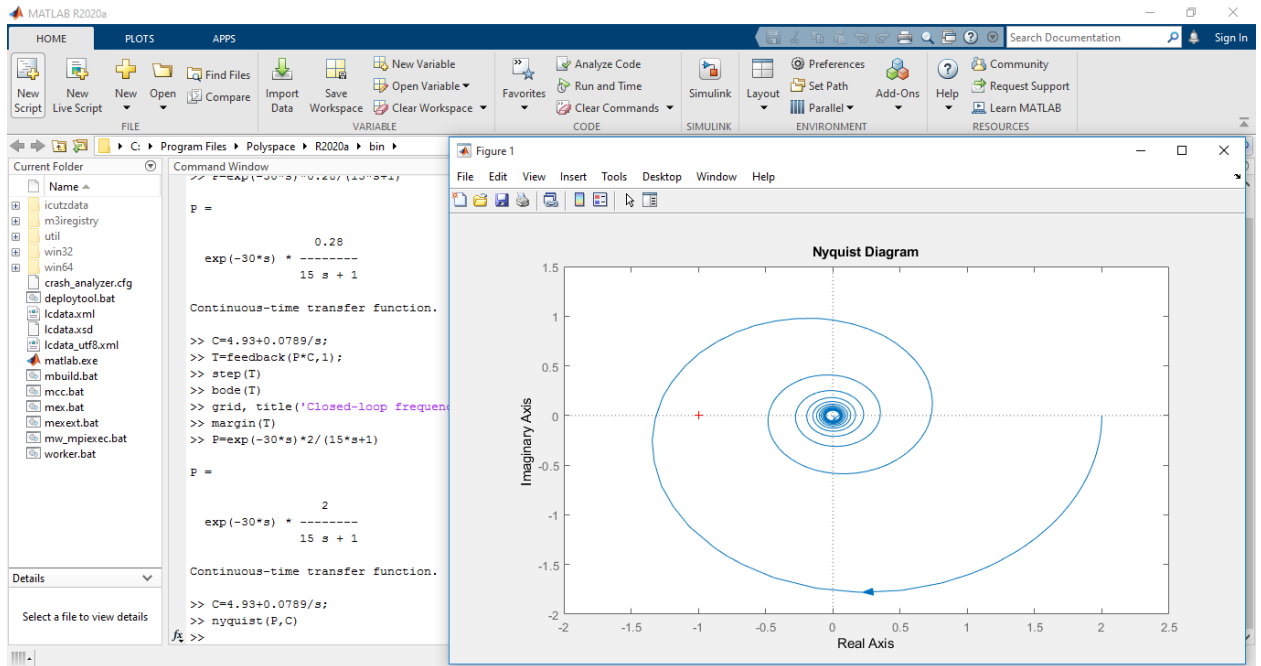 MATLAB R2020a
HOME PLOTS APPS Search Documentation Sign In
New Script
New Live Script
New
Open
Find Files
Compare
Import Data
Save Workspace
New Variable
Open Variable
Clear Workspace
Favorites
Analyze Code
Run and Time
Clear Commands
Simulink
Layout
Preferences
Set Path
Parallel
Add-Ons
Help
Community
Request Support
Learn MATLAB
FILE VARIABLE CODE SIMULINK ENVIRONMENT RESOURCES
C: Program Files Polyspace R2020a bin
Current Folder
Name
icutzdata
m3iregistry
util
win32
win64
crash_analyzer.cfg
deploytool.bat
lcdata.xml
lcdata.xsd
lcdata_utf8.xml
matlab.exe
mbuild.bat
mcc.bat
mex.bat
mexext.bat
mw_mpiexec.bat
worker.bat
Details
Select a file to view details
Command Window
>> P=exp(-30*s)*0.28/(15*s+1)
P =
0.28
exp(-30*s) * --------
15 s + 1
Continuous-time transfer function.
>> C=4.93+0.0789/s;
>> T=feedback(P*C,1);
>> step(T)
>> bode(T)
>> grid, title('Closed-loop frequen
>> margin(T)
>> P=exp(-30*s)*2/(15*s+1)
P =
2
exp(-30*s) * --------
15 s + 1
Continuous-time transfer function.
>> C=4.93+0.0789/s;
>> nyquist(P,C)
fx >>
Figure 1
File Edit View Insert Tools Desktop Window Help
Nyquist Diagram
1.5
1
0.5
0
-0.5
-1
-1.5
-2
Imaginary Axis
-2 -1.5 -1 -0.5 0 0.5 1 1.5 2 2.5
Real Axis